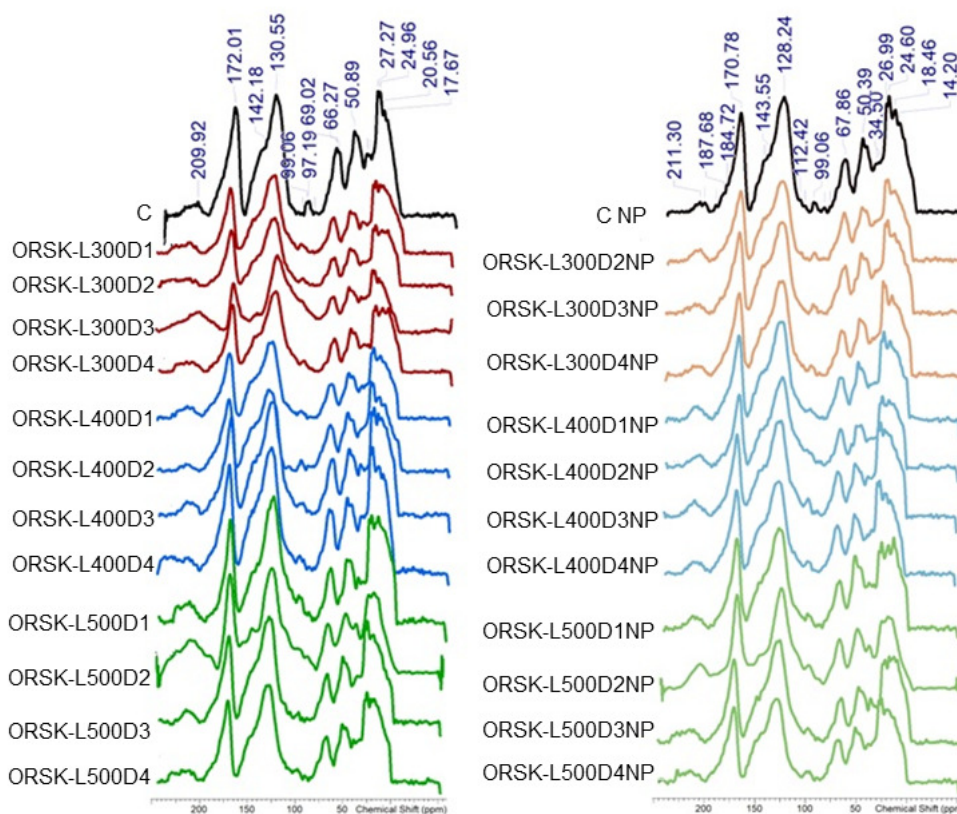 209.92
172.01
142.18
130.55
99.06
97.19
69.02
66.27
50.89
27.27
24.96
20.56
17.67
C
ORSK-L300D1
ORSK-L300D2
ORSK-L300D3
ORSK-L300D4
ORSK-L400D1
ORSK-L400D2
ORSK-L400D3
ORSK-L400D4
ORSK-L500D1
ORSK-L500D2
ORSK-L500D3
ORSK-L500D4
200 150 100 50 Chemical Shift (ppm)
211.30
187.68
184.72
170.78
143.55
128.24
112.42
99.06
67.86
50.39
34.50
26.99
24.60
18.46
14.20
C NP
ORSK-L300D2NP
ORSK-L300D3NP
ORSK-L300D4NP
ORSK-L400D1NP
ORSK-L400D2NP
ORSK-L400D3NP
ORSK-L400D4NP
ORSK-L500D1NP
ORSK-L500D2NP
ORSK-L500D3NP
ORSK-L500D4NP
200 150 100 50 Chemical Shift (ppm)